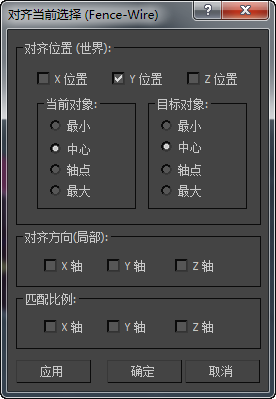 对齐当前选择 (Fence-Wire)
对齐位置 (世界):
X 位置 Y 位置 Z 位置
当前对象: 目标对象:
最小 最小
中心 中心
轴点 轴点
最大 最大
对齐方向(局部):
X 轴 Y 轴 Z 轴
匹配比例:
X 轴 Y 轴 Z 轴
应用 确定 取消